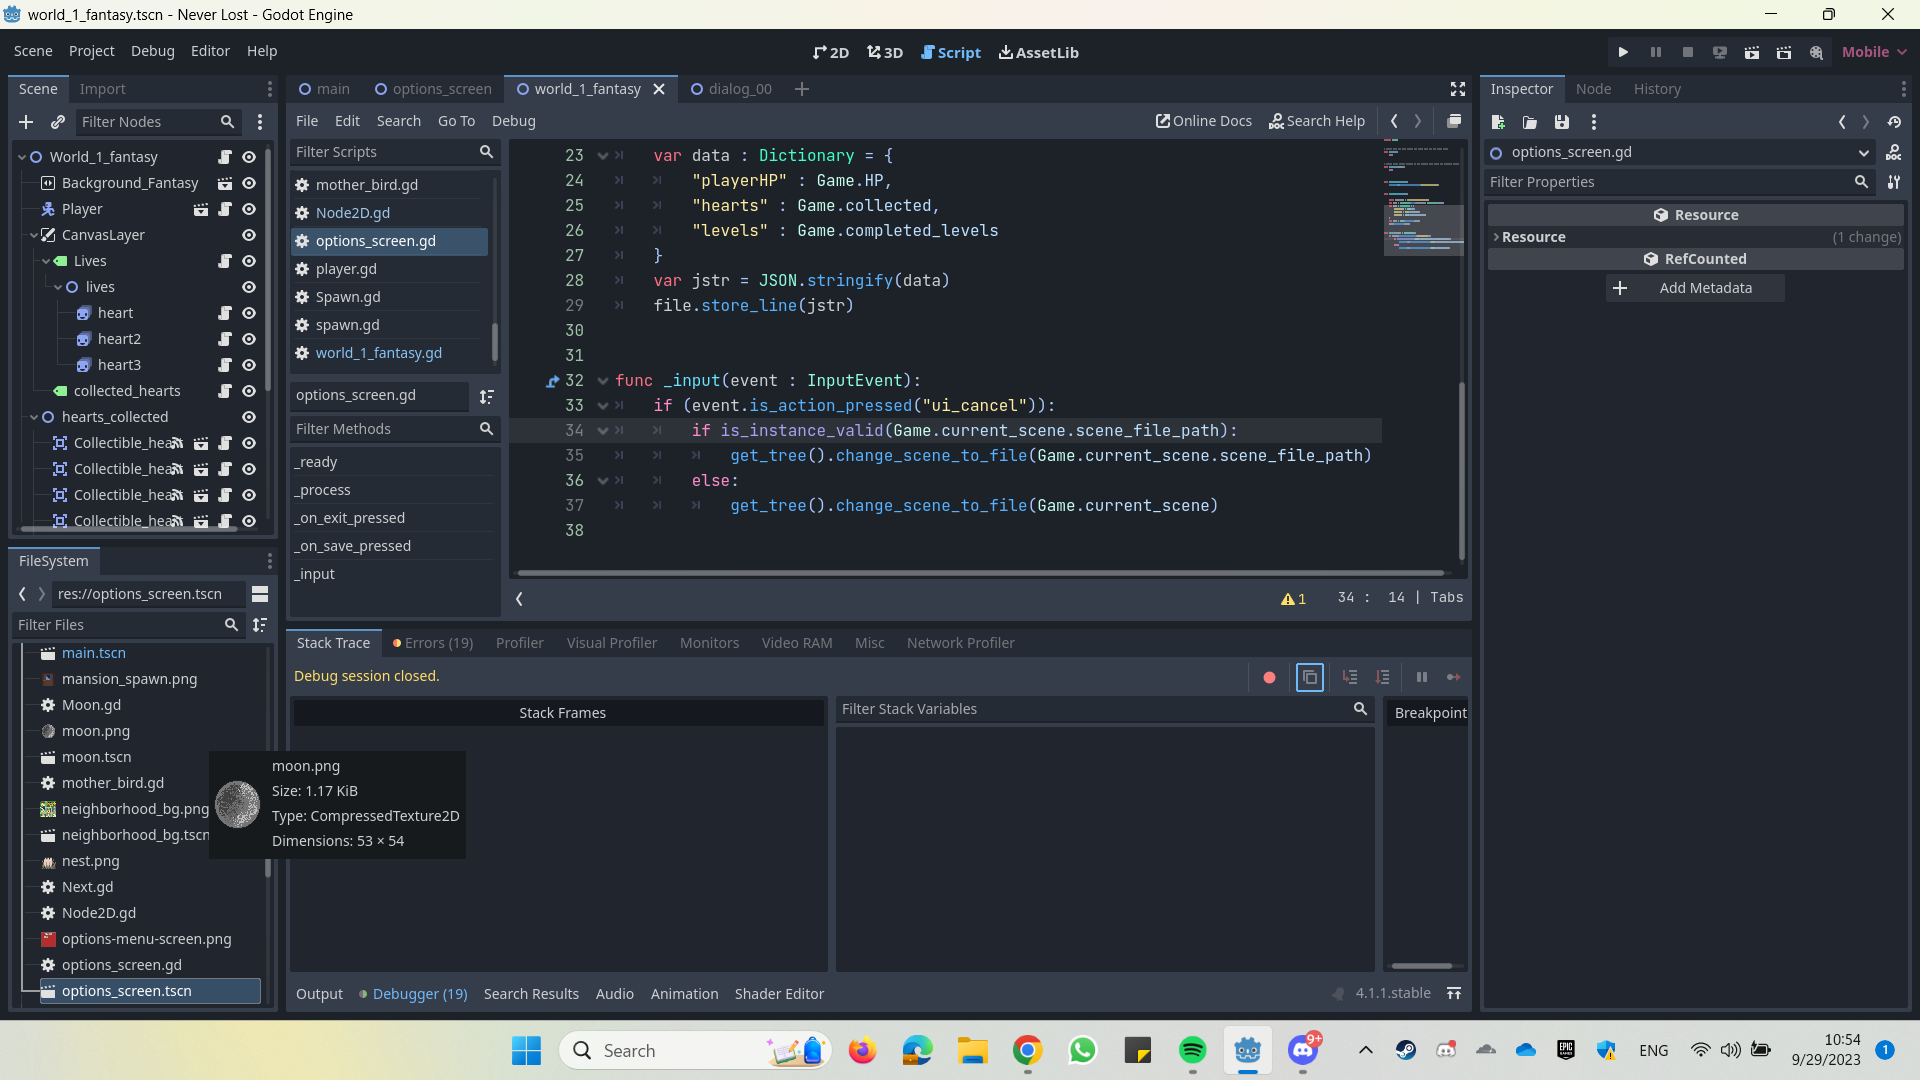 world_1_fantasy.tscn - Never Lost - Godot Engine
Scene Project Debug Editor Help
2D 3D Script AssetLib
Mobile
Scene Import
Filter Nodes
World_1_fantasy
Background_Fantasy
Player
CanvasLayer
Lives
lives
heart
heart2
heart3
collected_hearts
hearts_collected
Collectible_hea
Collectible_hea
Collectible_hea
Collectible_hea
FileSystem
res://options_screen.tscn
Filter Files
main.tscn
mansion_spawn.png
Moon.gd
moon.png
moon.tscn
mother_bird.gd
neighborhood_bg.png
neighborhood_bg.tscn
nest.png
Next.gd
Node2D.gd
options-menu-screen.png
options_screen.gd
options_screen.tscn
moon.png
Size: 1.17 KiB
Type: CompressedTexture2D
Dimensions: 53 × 54
main options_screen world_1_fantasy dialog_00
File Edit Search Go To Debug
Online Docs Search Help
Filter Scripts
mother_bird.gd
Node2D.gd
options_screen.gd
player.gd
Spawn.gd
spawn.gd
world_1_fantasy.gd
options_screen.gd
Filter Methods
_ready
_process
_on_exit_pressed
_on_save_pressed
_input
23 var data : Dictionary = {
24 "playerHP" : Game.HP,
25 "hearts" : Game.collected,
26 "levels" : Game.completed_levels
27 }
28 var jstr = JSON.stringify(data)
29 file.store_line(jstr)
30
31
32 func _input(event : InputEvent):
33 if (event.is_action_pressed("ui_cancel")):
34 if is_instance_valid(Game.current_scene.scene_file_path):
35 get_tree().change_scene_to_file(Game.current_scene.scene_file_path)
36 else:
37 get_tree().change_scene_to_file(Game.current_scene)
38
1 34 : 14 | Tabs
Stack Trace Errors (19) Profiler Visual Profiler Monitors Video RAM Misc Network Profiler
Debug session closed.
Stack Frames
Filter Stack Variables
Breakpoint
Output Debugger (19) Search Results Audio Animation Shader Editor
4.1.1.stable
Inspector Node History
options_screen.gd
Filter Properties
Resource
Resource (1 change)
RefCounted
Add Metadata
Search
9+
EPIC GAMES
ENG
10:54
9/29/2023
1